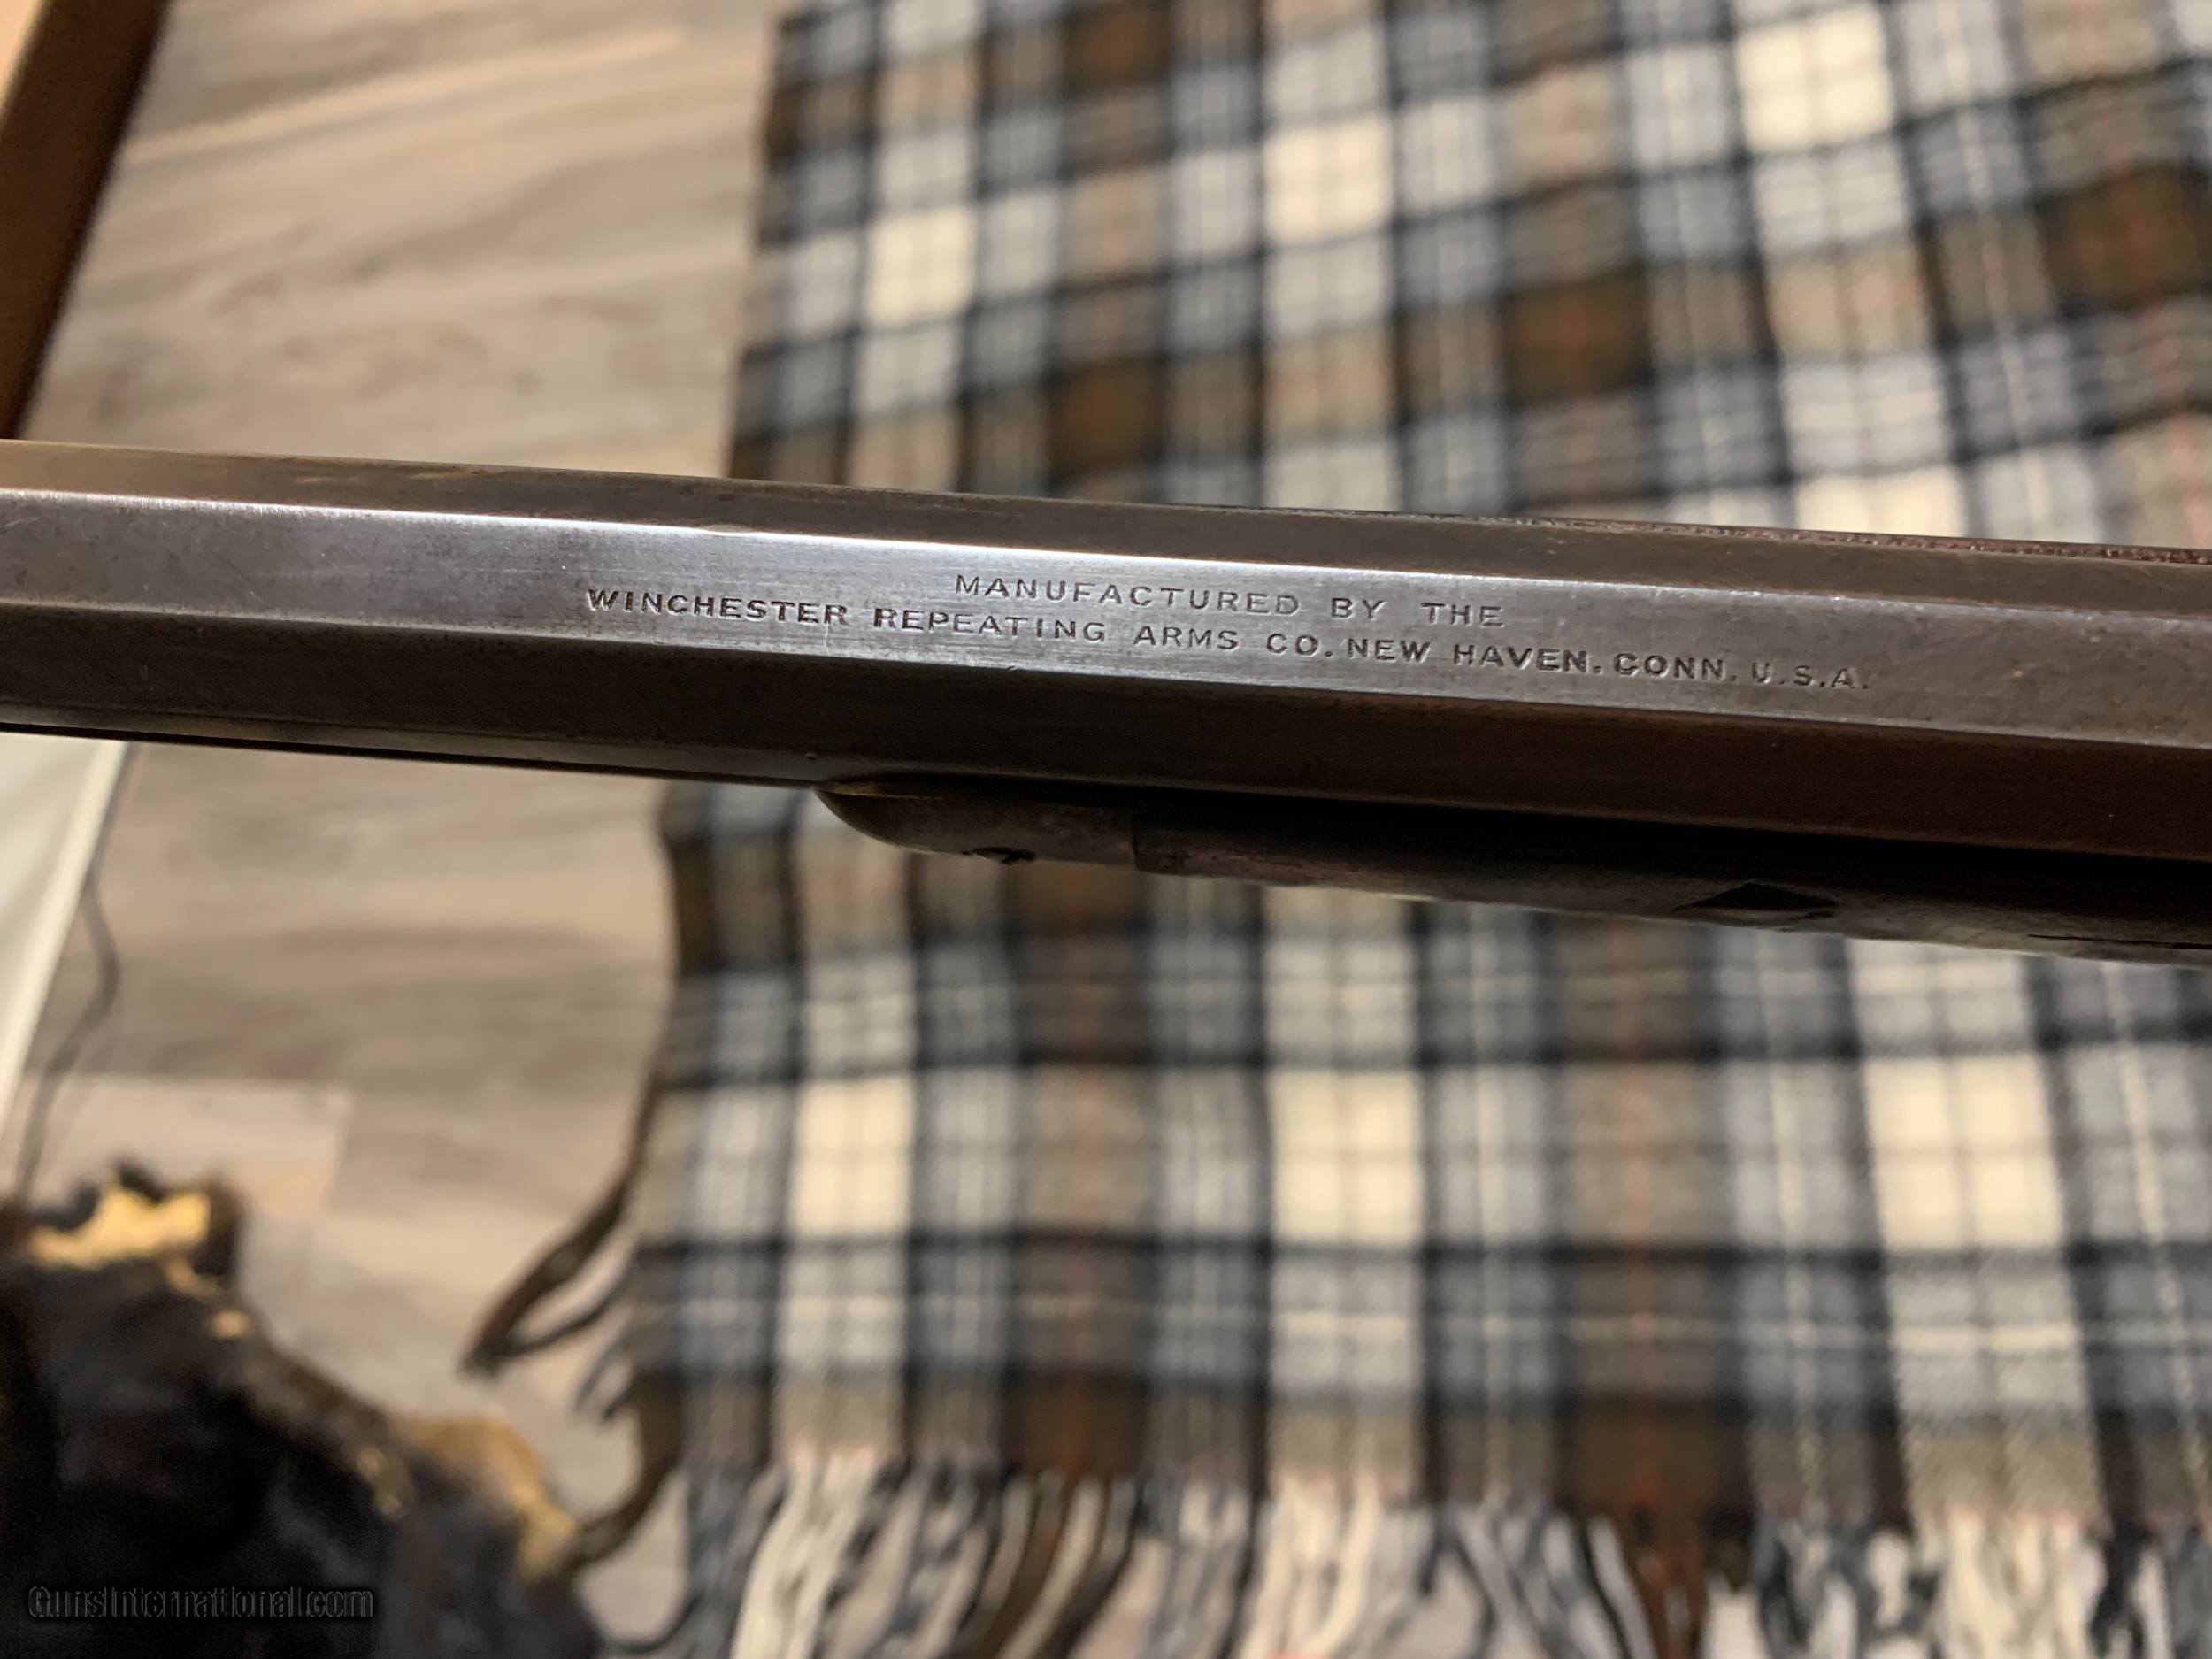 MANUFACTURED BY THE
WINCHESTER REPEATING ARMS CO. NEW HAVEN. CONN. U.S.A.
GunsInternational.com